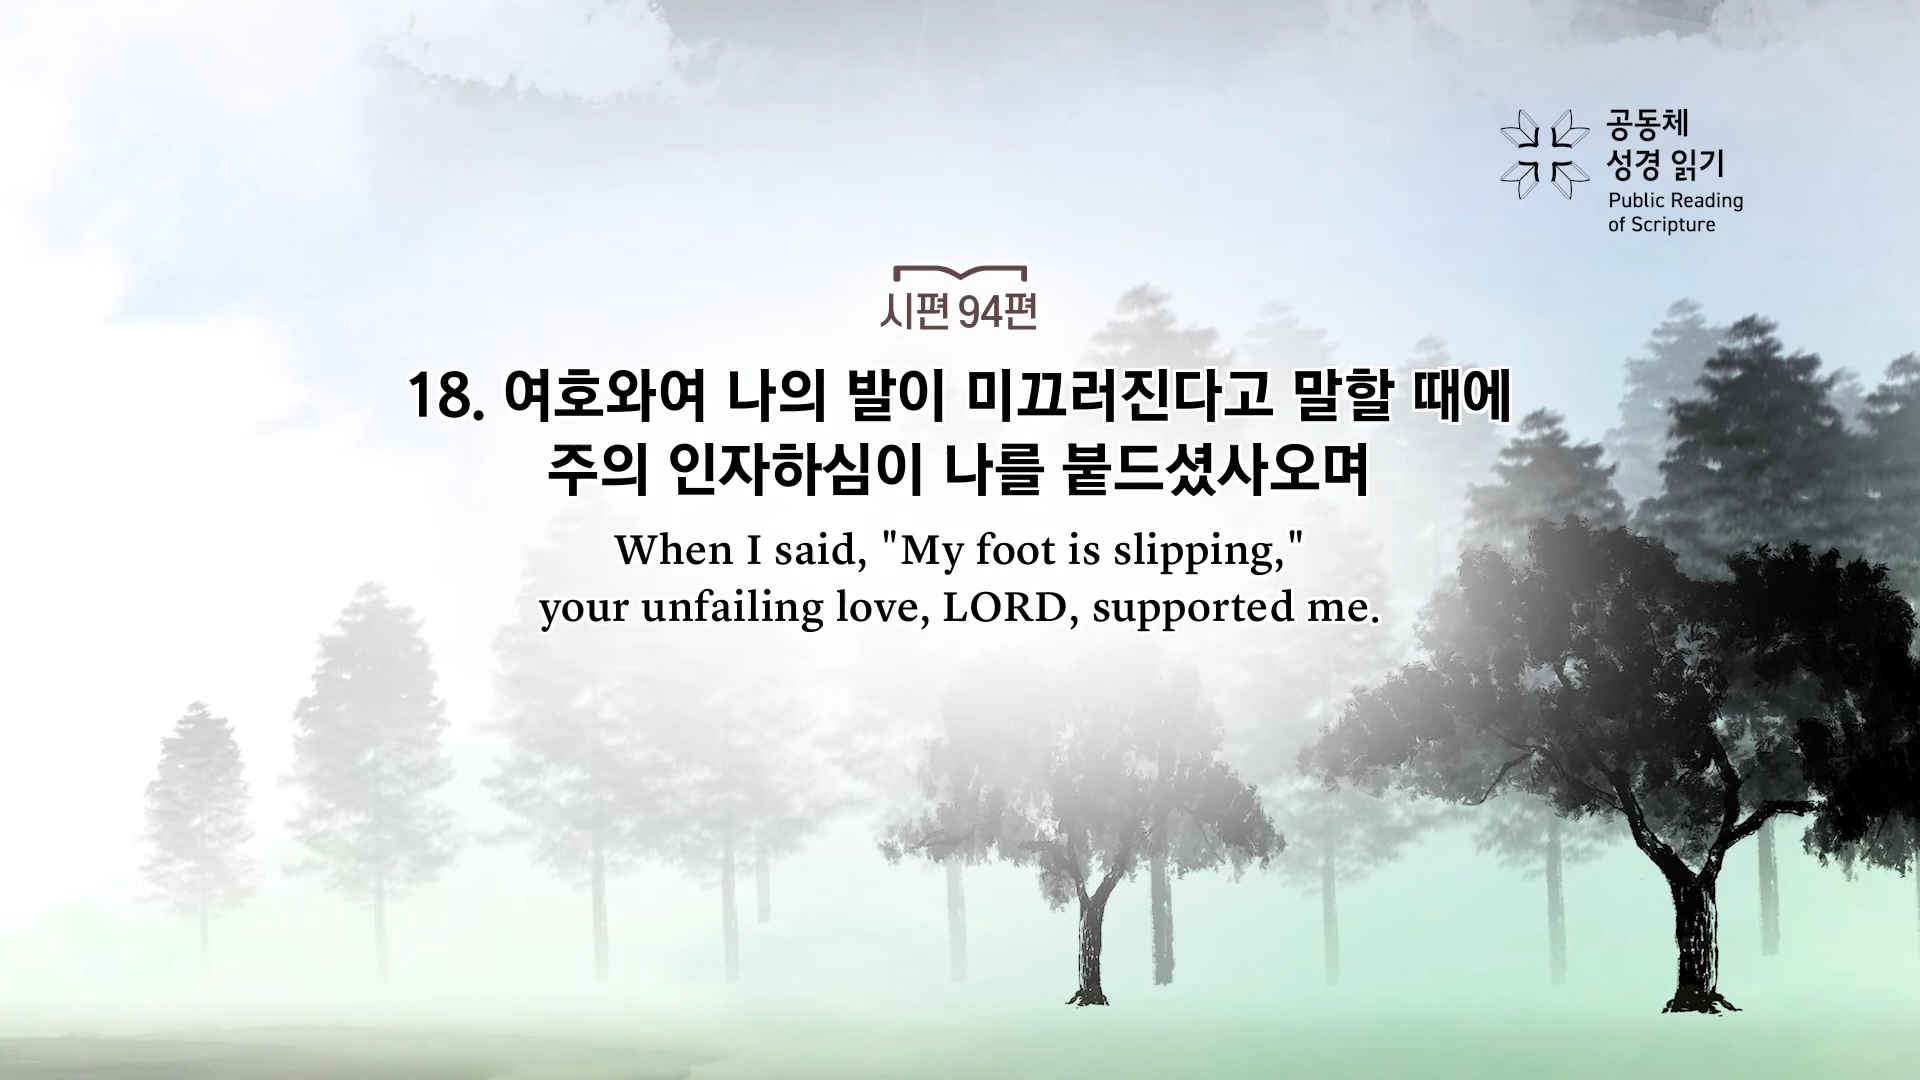 공동체
성경 읽기
Public Reading
of Scripture
시편 94편
18. 여호와여 나의 발이 미끄러진다고 말할 때에
주의 인자하심이 나를 붙드셨사오며
When I said, "My foot is slipping,"
your unfailing love, LORD, supported me.